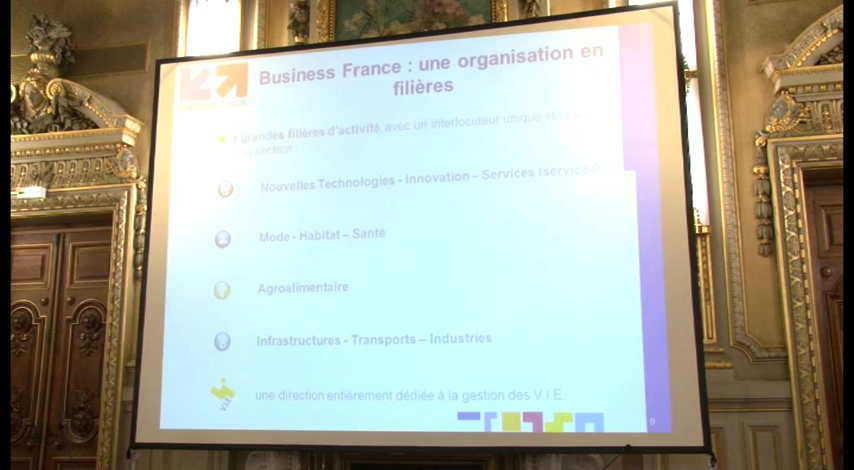 Business France : une organisation en
filières
grandes filières d'activité, avec un interlocuteur unique et
secteur :
Nouvelles Technologies - Innovation – Services (service
Mode - Habitat – Santé
Agroalimentaire
Infrastructures - Transports – Industries
V.I.E
une direction entièrement dédiée à la gestion des V.I.E.
9